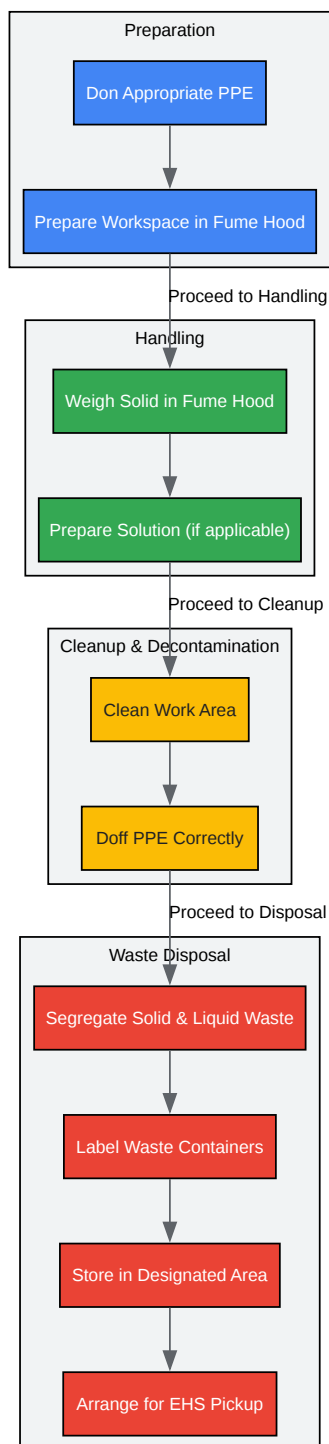 Preparation
Don Appropriate PPE
Prepare Workspace in Fume Hood
Proceed to Handling
Handling
Weigh Solid in Fume Hood
Prepare Solution (if applicable)
Proceed to Cleanup
Cleanup & Decontamination
Clean Work Area
Doff PPE Correctly
Proceed to Disposal
Waste Disposal
Segregate Solid & Liquid Waste
Label Waste Containers
Store in Designated Area
Arrange for EHS Pickup